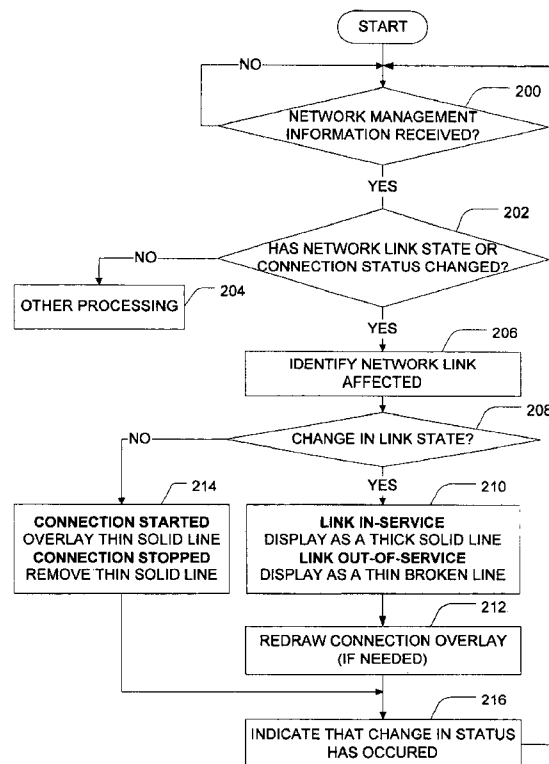 START
NO
200
NETWORK MANAGEMENT
INFORMATION RECEIVED?
YES
202
HAS NETWORK LINK STATE OR
CONNECTION STATUS CHANGED?
NO
OTHER PROCESSING
204
YES
206
IDENTIFY NETWORK LINK
AFFECTED
208
CHANGE IN LINK STATE?
NO
YES
214
CONNECTION STARTED
OVERLAY THIN SOLID LINE
CONNECTION STOPPED
REMOVE THIN SOLID LINE
210
LINK IN-SERVICE
DISPLAY AS A THICK SOLID LINE
LINK OUT-OF-SERVICE
DISPLAY AS A THIN BROKEN LINE
212
REDRAW CONNECTION OVERLAY
(IF NEEDED)
216
INDICATE THAT CHANGE IN STATUS
HAS OCCURED